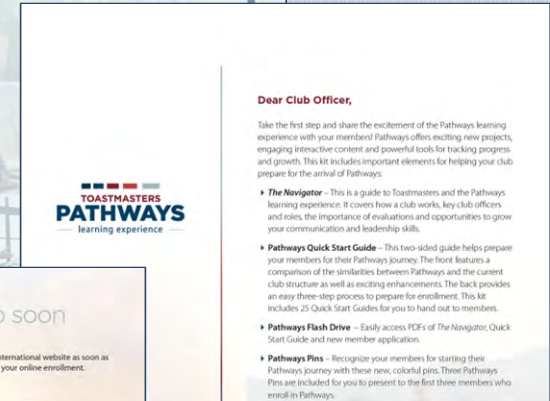 TOASTMASTERS
PATHWAYS
learning experience
Dear Club Officer,
Take the first step and share the excitement of the Pathways learning
experience with your members! Pathways offers exciting new projects,
engaging interactive content and powerful tools for tracking progress
and growth. This kit includes important elements for helping your club
prepare for the arrival of Pathways:
The Navigator – This is a guide to Toastmasters and the Pathways
learning experience. It covers how a club works, key club officers
and roles, the importance of evaluations and opportunities to grow
your communication and leadership skills.
Pathways Quick Start Guide – This two-sided guide helps prepare
your members for their Pathways journey. The front features a
comparison of the similarities between Pathways and the current
club structure as well as exciting enhancements. The back provides
an easy three-step process to prepare for enrollment. This kit
includes 25 Quick Start Guides for you to hand out to members.
Pathways Flash Drive – Easily access PDFs of The Navigator, Quick
Start Guide and new member application.
Pathways Pins – Recognize your members for starting their
Pathways journey with these new, colorful pins. Three Pathways
Pins are included for you to present to the first three members who
enroll in Pathways.
soon
ternational website as soon as
your online enrollment.